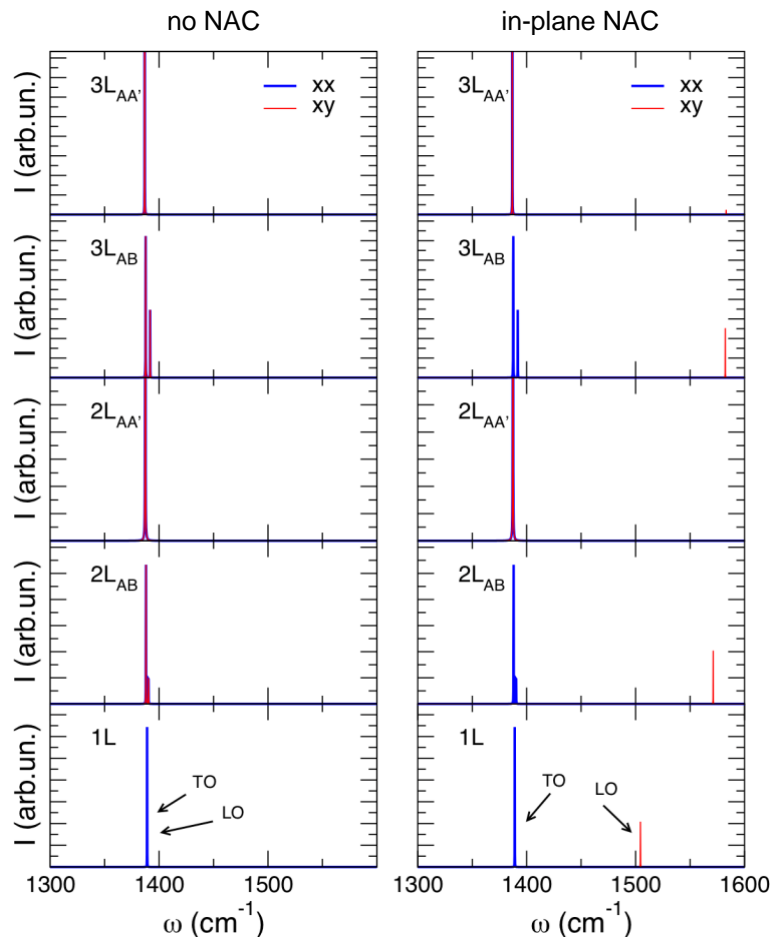 no NAC
in-plane NAC
I (arb.un.)
3L_AA'
xx
xy
3L_AA'
xx
xy
I (arb.un.)
3L_AB
3L_AB
I (arb.un.)
2L_AA'
2L_AA'
I (arb.un.)
2L_AB
2L_AB
I (arb.un.)
1L
TO
LO
1L
TO
LO
1300 1400 1500
1300 1400 1500 1600
ω (cm⁻¹)
ω (cm⁻¹)